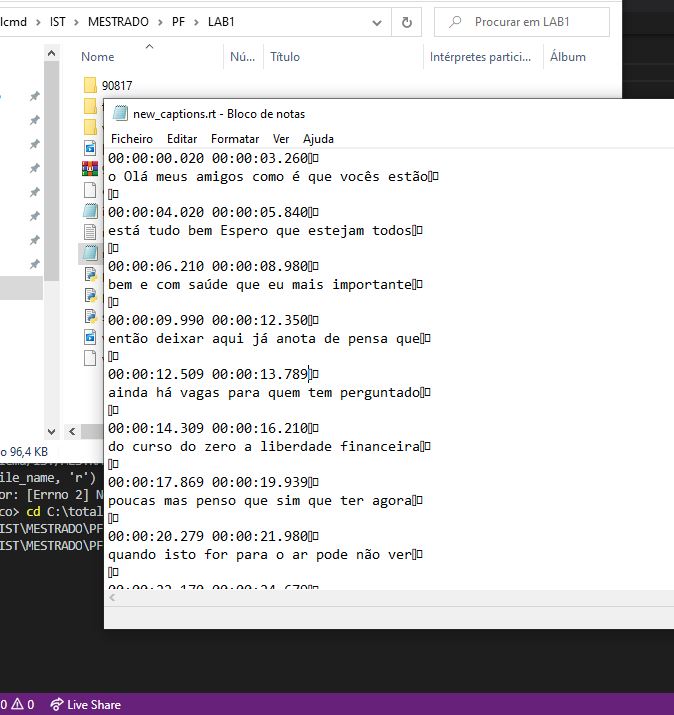 lcmd > IST > MESTRADO > PF > LAB1
Procurar em LAB1
Nome
Nú...
Título
Intérpretes partici...
Álbum
90817
new_captions.rt - Bloco de notas
Ficheiro Editar Formatar Ver Ajuda
00:00:00.020 00:00:03.260
o Olá meus amigos como é que vocês estão
00:00:04.020 00:00:05.840
está tudo bem Espero que estejam todos
00:00:06.210 00:00:08.980
bem e com saúde que eu mais importante
00:00:09.990 00:00:12.350
então deixar aqui já anota de pensa que
00:00:12.509 00:00:13.789
ainda há vagas para quem tem perguntado
00:00:14.309 00:00:16.210
do curso do zero a liberdade financeira
00:00:17.869 00:00:19.939
poucas mas penso que sim que ter agora
00:00:20.279 00:00:21.980
quando isto for para o ar pode não ver
00:00:22.170 00:00:24.679
o 96,4 KB
ile_name, 'r')
or: [Errno 2] N
co> cd C:\total
IST\MESTRADO\PF
IST\MESTRADO\PF
0 0 Live Share